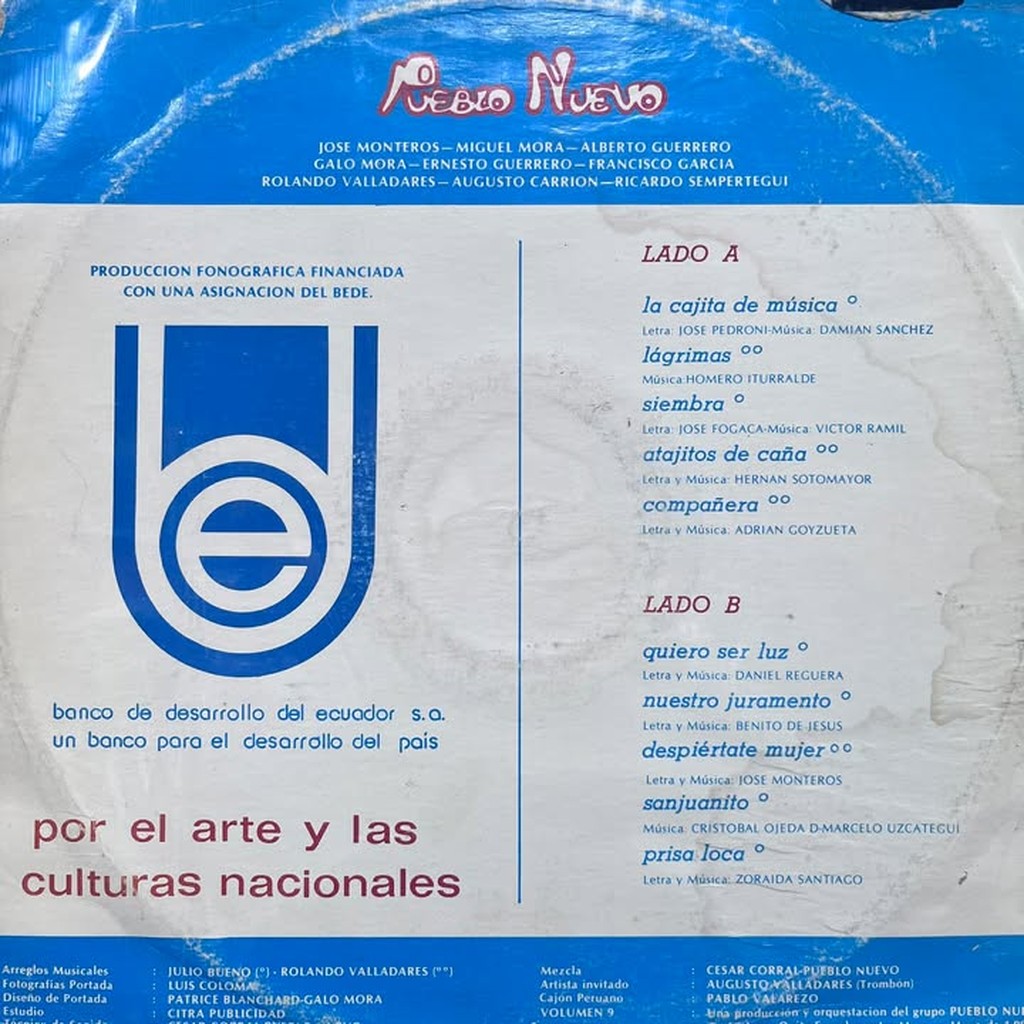 PUEBLO NUEVO
JOSE MONTEROS—MIGUEL MORA—ALBERTO GUERRERO
GALO MORA—ERNESTO GUERRERO—FRANCISCO GARCIA
ROLANDO VALLADARES—AUGUSTO CARRION—RICARDO SEMPERTEGUI
PRODUCCION FONOGRAFICA FINANCIADA
CON UNA ASIGNACION DEL BEDE.
banco de desarrollo del ecuador s.a.
un banco para el desarrollo del país
por el arte y las
culturas nacionales
LADO A
la cajita de música °
Letra: JOSE PEDRONI-Música: DAMIAN SANCHEZ
lágrimas °°
Música:HOMERO ITURRALDE
siembra °
Letra: JOSE FOGAÇA-Música: VICTOR RAMIL
atajitos de caña °°
Letra y Música: HERNAN SOTOMAYOR
compañera °°
Letra y Música: ADRIAN GOYZUETA
LADO B
quiero ser luz °
Letra y Música: DANIEL REGUERA
nuestro juramento °
Letra y Música: BENITO DE JESUS
despiértate mujer °°
Letra y Música: JOSE MONTEROS
sanjuanito °
Música: CRISTOBAL OJEDA D-MARCELO UZCATEGUI
prisa loca °
Letra y Música: ZORAIDA SANTIAGO
Arreglos Musicales : JULIO BUENO (°) - ROLANDO VALLADARES (°°)
Fotografías Portada : LUIS COLOMA
Diseño de Portada : PATRICE BLANCHARD-GALO MORA
Estudio : CITRA PUBLICIDAD
Mezcla : CESAR CORRAL-PUEBLO NUEVO
Artista invitado : AUGUSTO VALLADARES (Trombón)
Cajón Peruano : PABLO VALAREZO
VOLUMEN 9 : Una producción y orquestacion del grupo PUEBLO